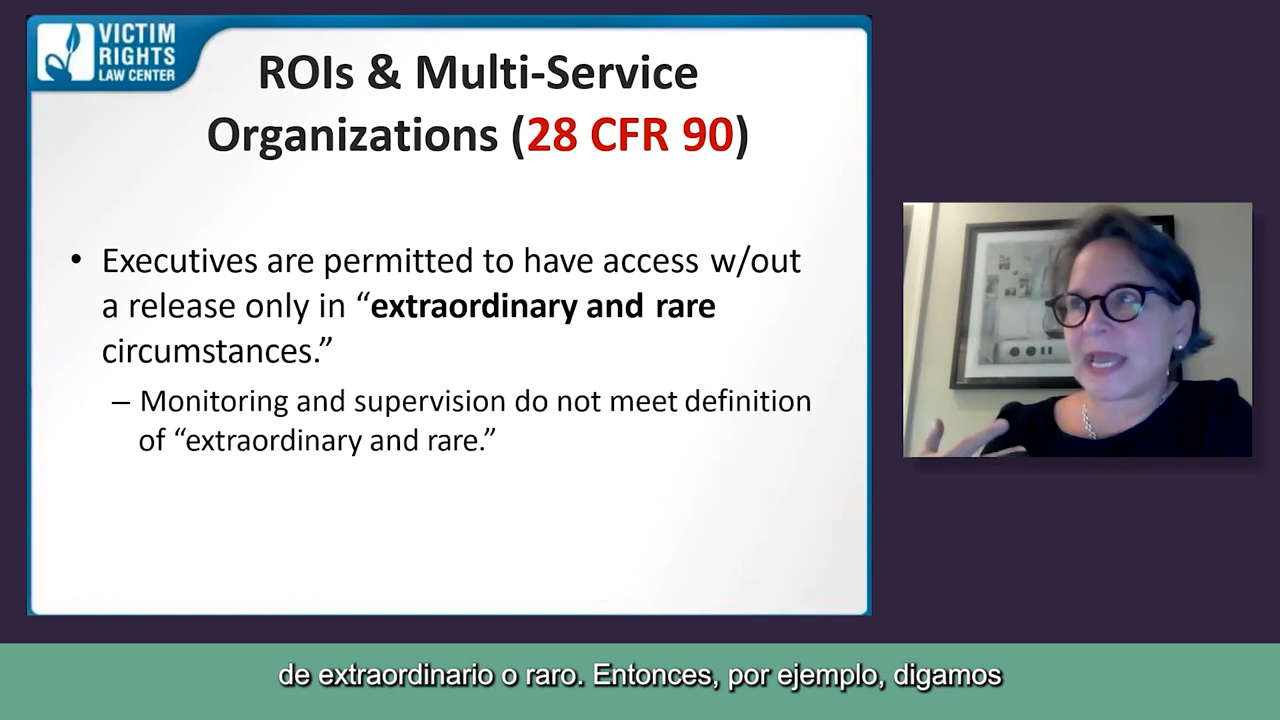 VICTIM
RIGHTS
LAW CENTER
ROIs & Multi-Service
Organizations (28 CFR 90)
• Executives are permitted to have access w/out
a release only in “extraordinary and rare
circumstances.”
– Monitoring and supervision do not meet definition
of “extraordinary and rare.”
de extraordinario o raro. Entonces, por ejemplo, digamos